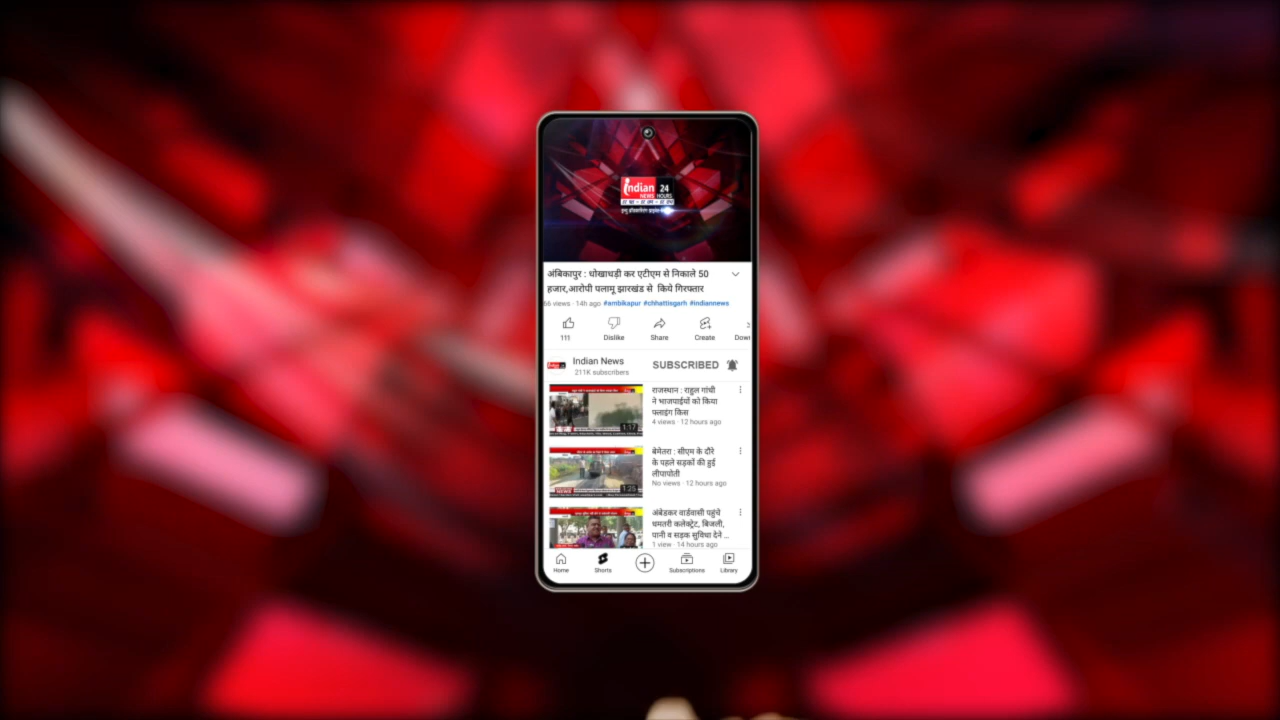 Indian
24
NEWS HOURS
अंबिकापुर : धोखाधड़ी कर एटीएम से निकाले 50
हजार,आरोपी पलामू झारखंड से किये गिरफ्तार
66 views · 14h ago #ambikapur #chhattisgarh #indiannews
111 Dislike Share Create
Indian News
211K subscribers
SUBSCRIBED
राजस्थान : राहुल गांधी
ने भाजपाईयों को किया
फ्लाइंग किस
4 views · 12 hours ago
1:17
बेमेतरा : सीएम के दौरे
के पहले सड़कों की हुई
लीपापोती
No views · 12 hours ago
1:25
अंबेडकर वार्डवासी पहुंचे
धमतरी कलेक्ट्रेट, बिजली,
पानी व सड़क सुविधा देने ...
1 view · 14 hours ago
Home Shorts Subscriptions Library